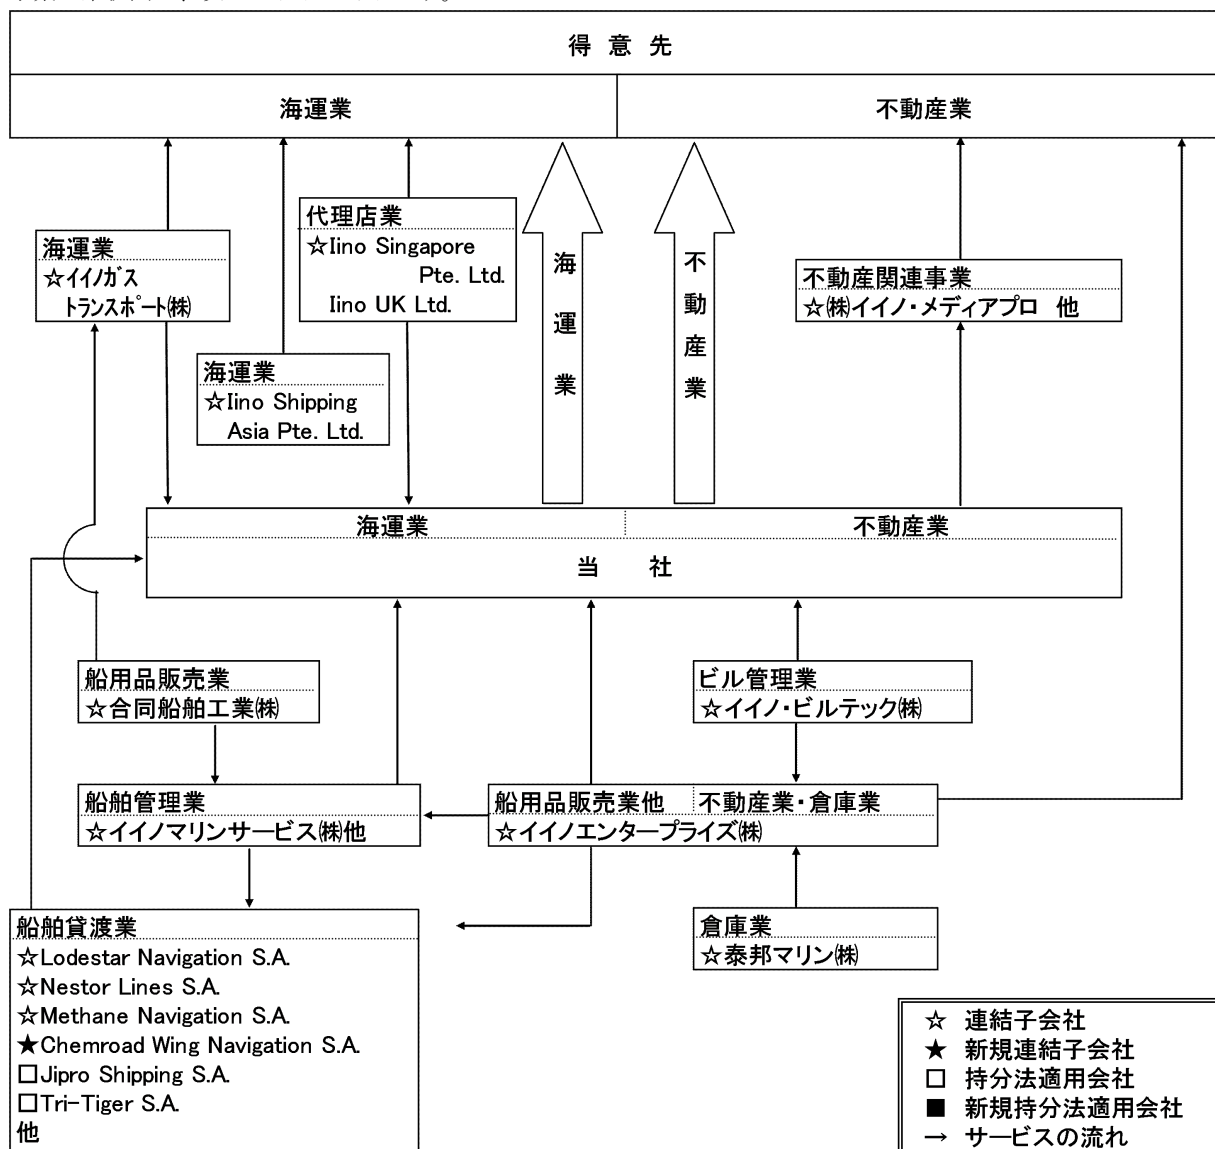 得 意 先
海運業
不動産業
代理店業
☆Iino Singapore
Pte. Ltd.
Iino UK Ltd.
海運業
☆イイノガス
トランスポート㈱
海運業
不動産業
不動産関連事業
☆㈱イイノ・メディアプロ 他
海運業
☆Iino Shipping
Asia Pte. Ltd.
海運業
不動産業
当 社
船用品販売業
☆合同船舶工業㈱
ビル管理業
☆イイノ・ビルテック㈱
船舶管理業
☆イイノマリンサービス㈱他
船用品販売業他
不動産業・倉庫業
☆イイノエンタープライズ㈱
船舶貸渡業
☆Lodestar Navigation S.A.
☆Nestor Lines S.A.
☆Methane Navigation S.A.
★Chemroad Wing Navigation S.A.
□Jipro Shipping S.A.
□Tri-Tiger S.A.
他
倉庫業
☆泰邦マリン㈱
☆ 連結子会社
★ 新規連結子会社
□ 持分法適用会社
■ 新規持分法適用会社
→ サービスの流れ